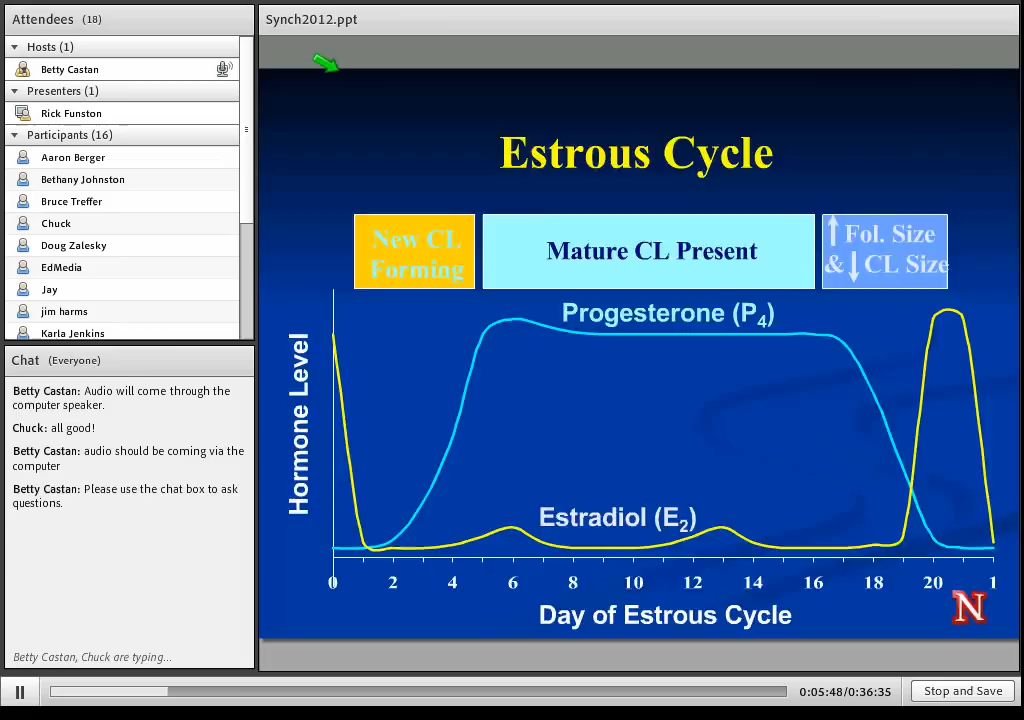 Attendees (18)
Hosts (1)
Betty Castan
Presenters (1)
Rick Funston
Participants (16)
Aaron Berger
Bethany Johnston
Bruce Treffer
Chuck
Doug Zalesky
EdMedia
Jay
jim harms
Karla Jenkins
Chat (Everyone)
Betty Castan: Audio will come through the
computer speaker.
Chuck: all good!
Betty Castan: audio should be coming via the
computer
Betty Castan: Please use the chat box to ask
questions.
Betty Castan, Chuck are typing...
Synch2012.ppt
Estrous Cycle
New CL
Forming
Mature CL Present
↑ Fol. Size
& ↓ CL Size
Progesterone (P4)
Hormone Level
Estradiol (E2)
0 2 4 6 8 10 12 14 16 18 20 1
Day of Estrous Cycle
N
0:05:48/0:36:35
Stop and Save